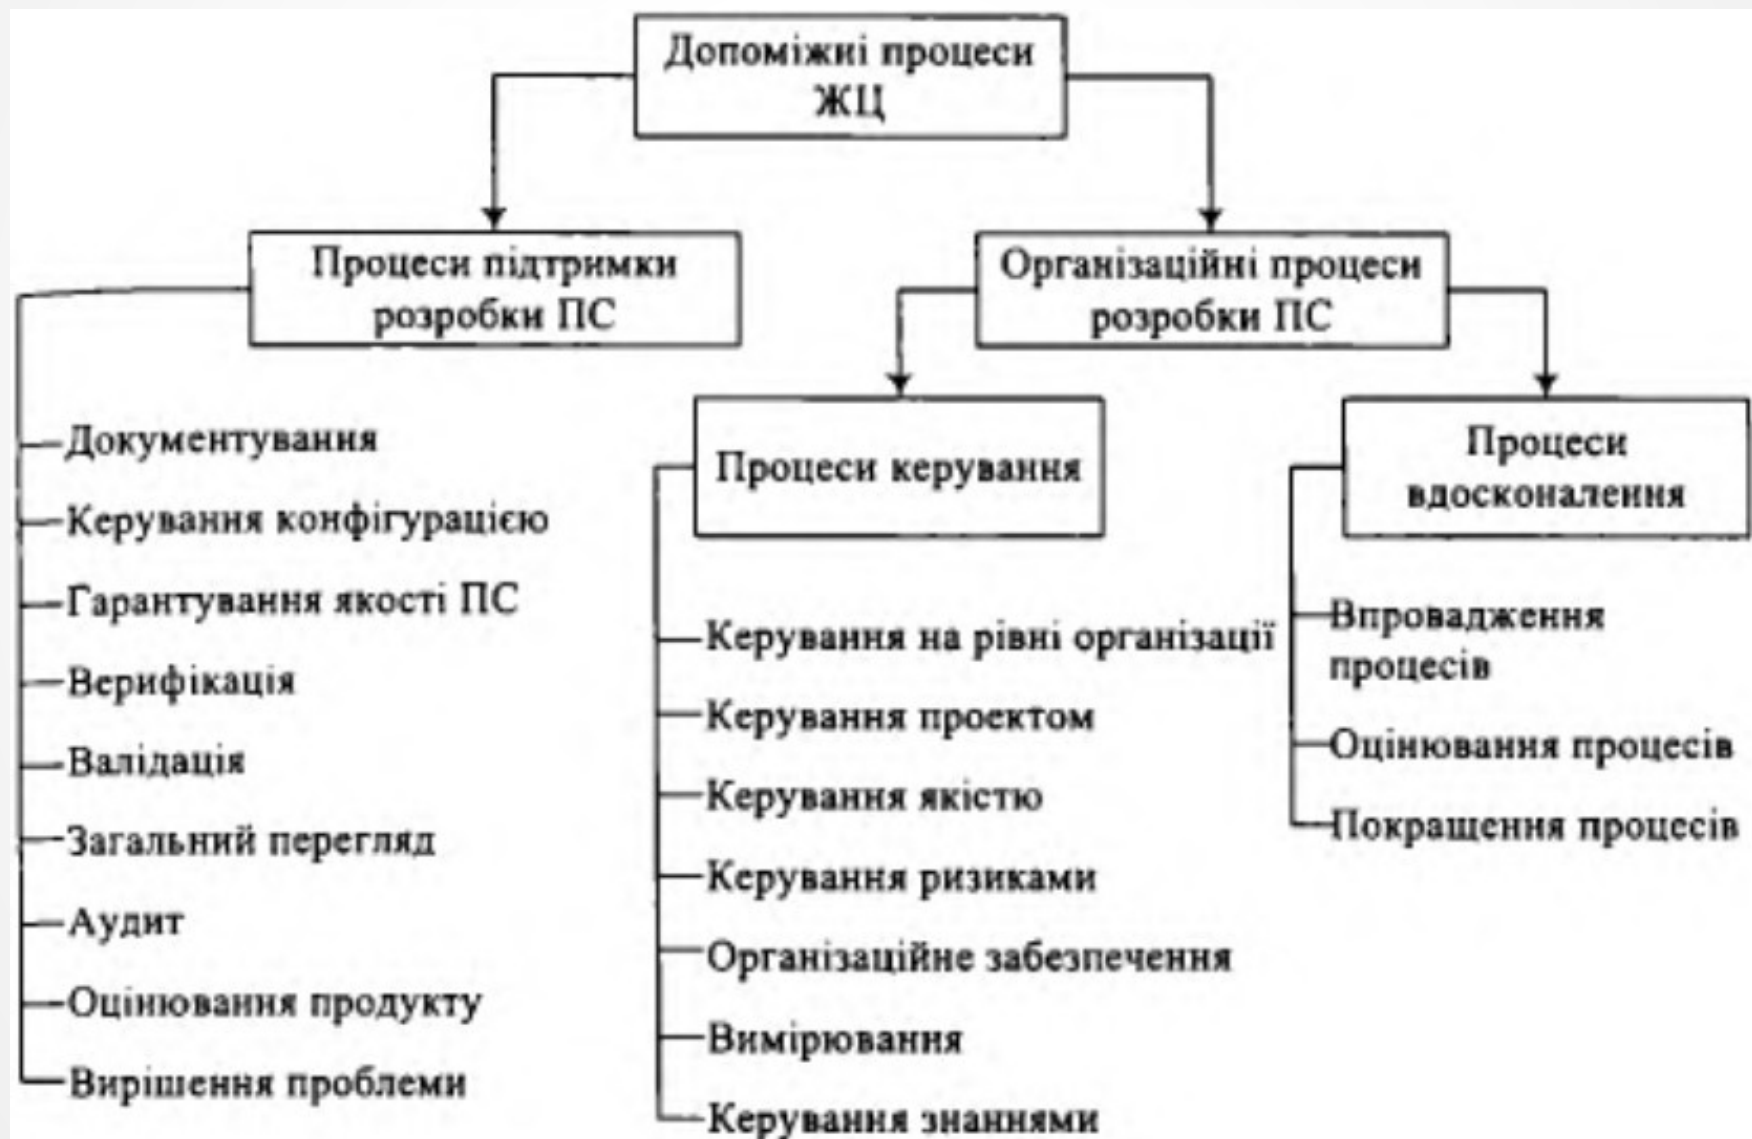 Допоміжні процеси
ЖЦ
Процеси підтримки
розробки ПС
Організаційні процеси
розробки ПС
Документування
Керування конфігурацією
Гарантування якості ПС
Верифікація
Валідація
Загальний перегляд
Аудит
Оцінювання продукту
Вирішення проблеми
Процеси керування
Керування на рівні організації
Керування проектом
Керування якістю
Керування ризиками
Організаційне забезпечення
Вимірювання
Керування знаннями
Процеси
вдосконалення
Впровадження
процесів
Оцінювання процесів
Покращення процесів